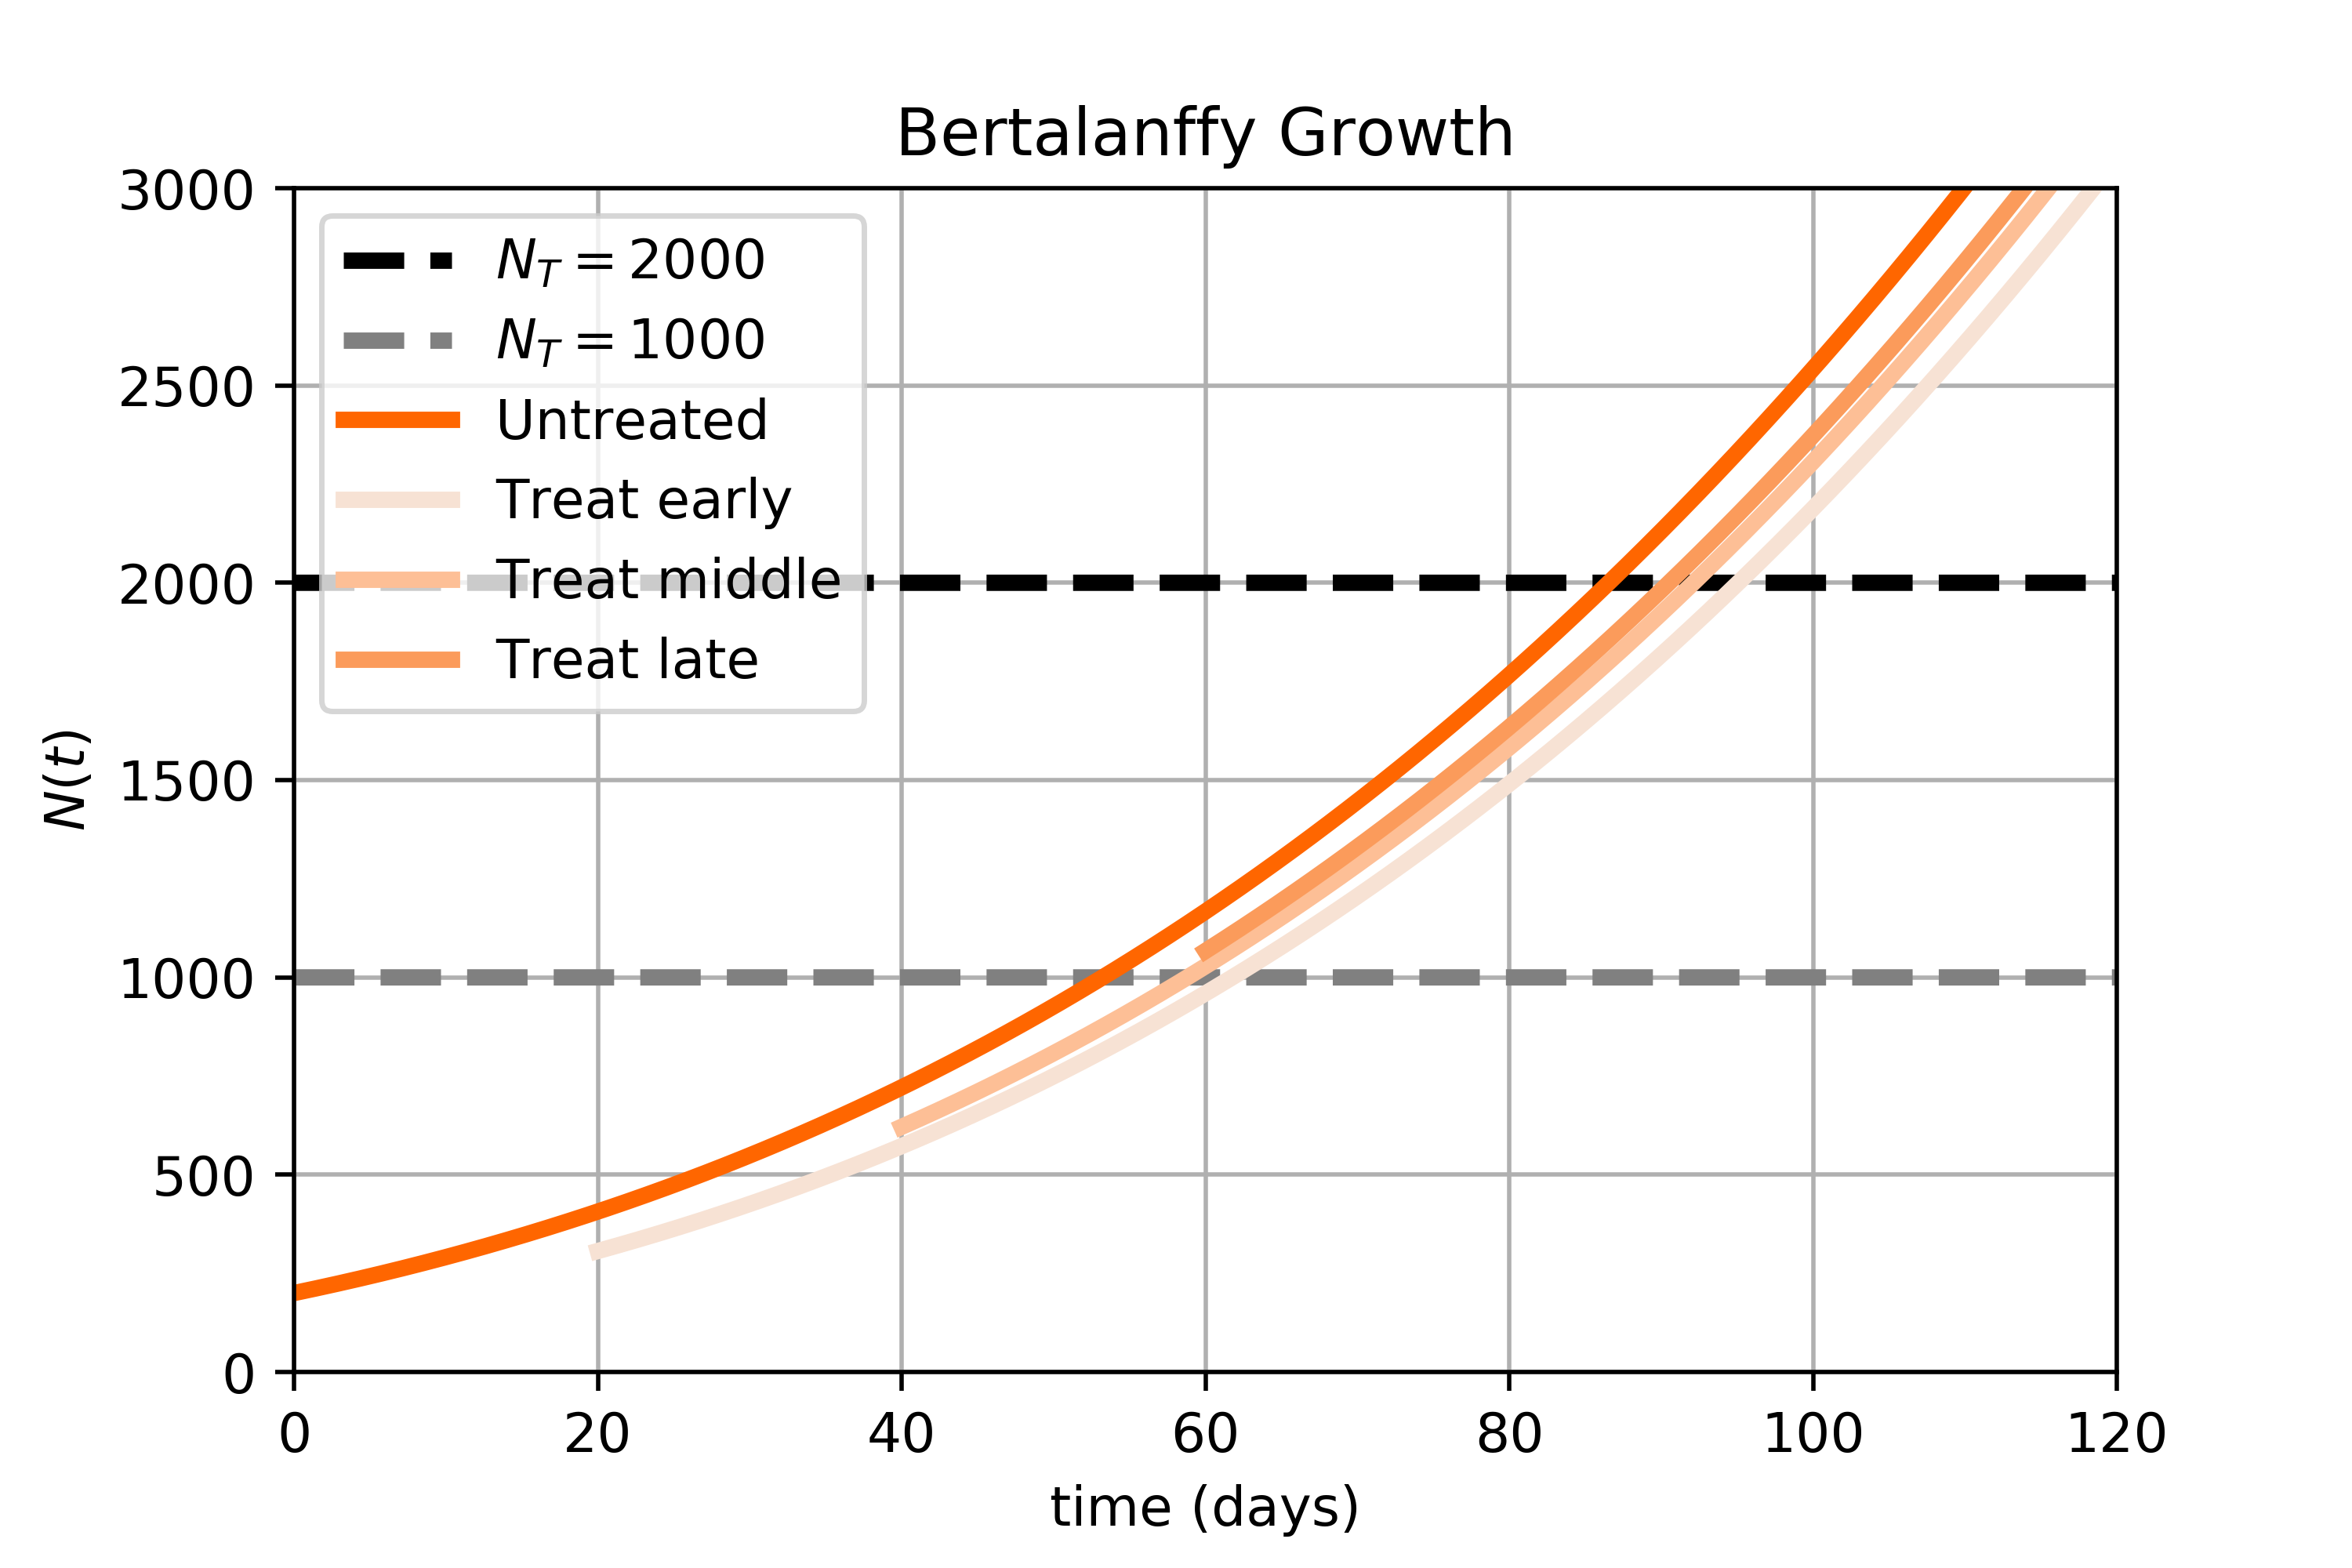 Bertalanffy Growth
3000
2500
2000
1500
1000
500
0
N(t)
N_T = 2000
N_T = 1000
Untreated
Treat early
Treat middle
Treat late
0 20 40 60 80 100 120
time (days)